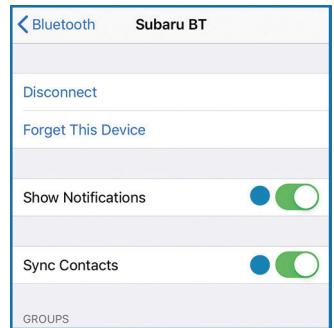 Bluetooth Subaru BT
Disconnect
Forget This Device
Show Notifications
Sync Contacts
GROUPS